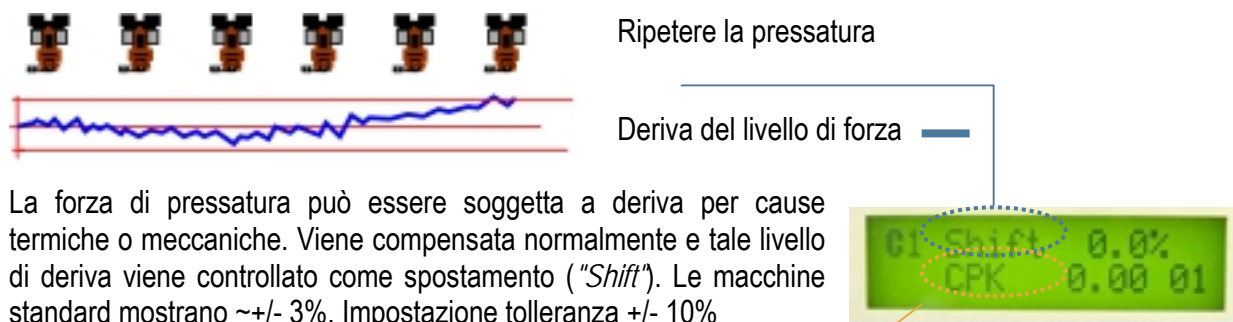 Ripetere la pressatura
Deriva del livello di forza
La forza di pressatura può essere soggetta a deriva per cause
termiche o meccaniche. Viene compensata normalmente e tale livello
di deriva viene controllato come spostamento ("Shift"). Le macchine
standard mostrano ~+/- 3%. Impostazione tolleranza +/- 10%
C1 Shift 0.0%
CPK 0.00 01